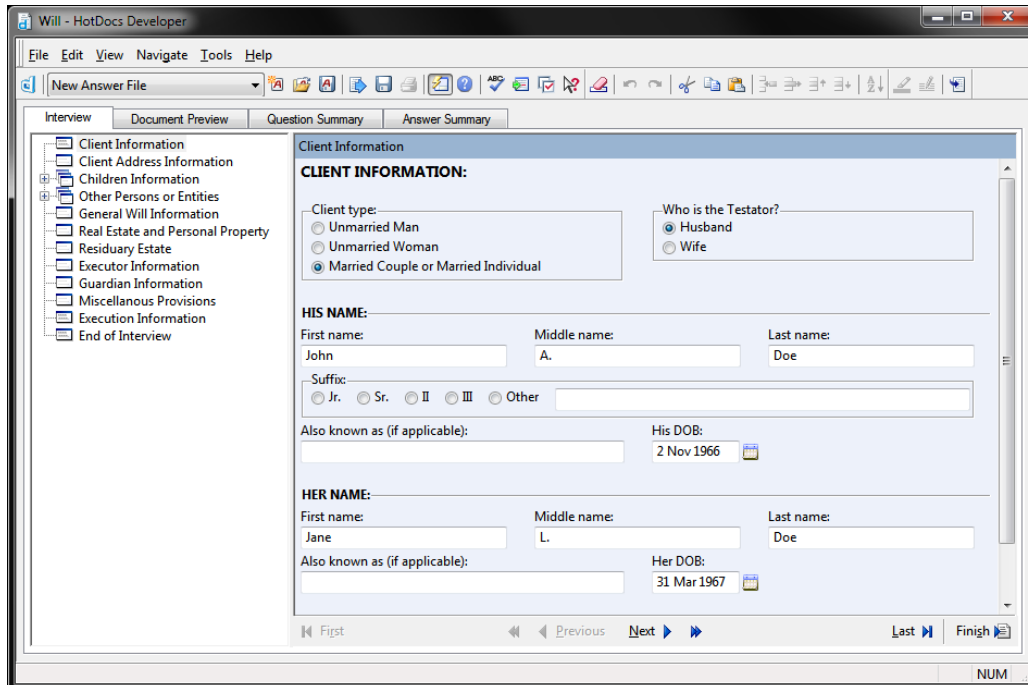 Will - HotDocs Developer
File Edit View Navigate Tools Help
New Answer File
ABC
Interview Document Preview Question Summary Answer Summary
Client Information
Client Address Information
Children Information
Other Persons or Entities
General Will Information
Real Estate and Personal Property
Residuary Estate
Executor Information
Guardian Information
Miscellanous Provisions
Execution Information
End of Interview
Client Information
CLIENT INFORMATION:
Client type:
Unmarried Man
Unmarried Woman
Married Couple or Married Individual
Who is the Testator?
Husband
Wife
HIS NAME:
First name: Middle name: Last name:
John A. Doe
Suffix:
Jr. Sr. II III Other
Also known as (if applicable): His DOB:
2 Nov 1966
HER NAME:
First name: Middle name: Last name:
Jane L. Doe
Also known as (if applicable): Her DOB:
31 Mar 1967
First Previous Next Last Finish
NUM